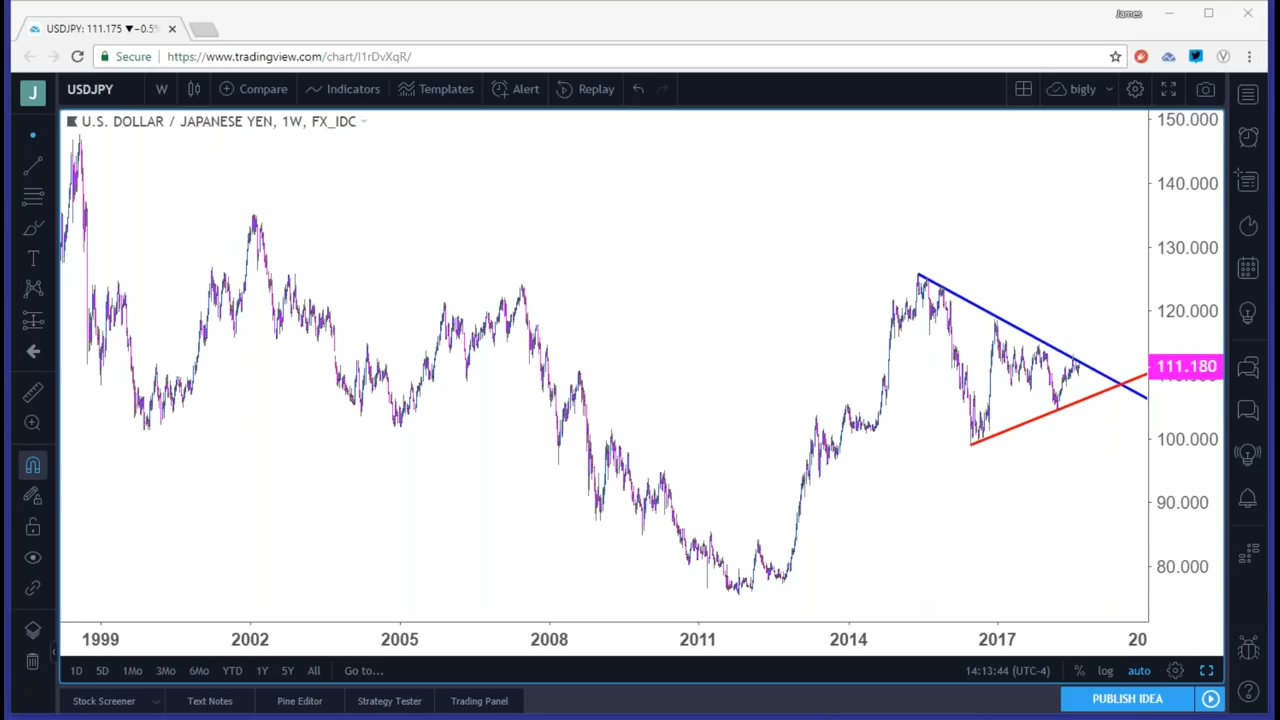 James
USDJPY: 111.175 ▼−0.5%
Secure https://www.tradingview.com/chart/I1rDvXqR/
J USDJPY W Compare Indicators Templates Alert Replay bigly
U.S. DOLLAR / JAPANESE YEN, 1W, FX_IDC
150.000
140.000
130.000
120.000
111.180
100.000
90.000
80.000
1999 2002 2005 2008 2011 2014 2017 20
1D 5D 1Mo 3Mo 6Mo YTD 1Y 5Y All Go to... 14:13:44 (UTC-4) % log auto
Stock Screener Text Notes Pine Editor Strategy Tester Trading Panel PUBLISH IDEA